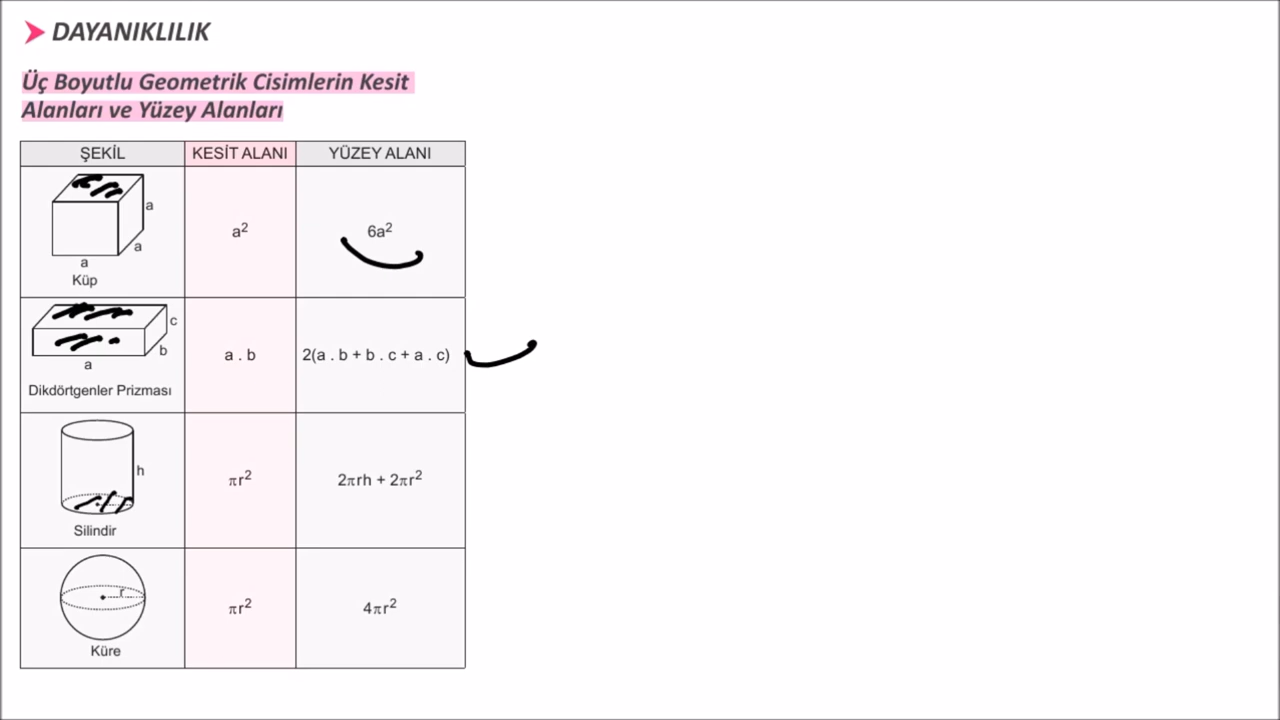 DAYANIKLILIK
Üç Boyutlu Geometrik Cisimlerin Kesit
Alanları ve Yüzey Alanları
ŞEKİL KESİT ALANI YÜZEY ALANI
a
a
a
Küp
a²
6a²
c
b
a
Dikdörtgenler Prizması
a . b
2(a . b + b . c + a . c)
h
Silindir
πr²
2πrh + 2πr²
r
Küre
πr²
4πr²